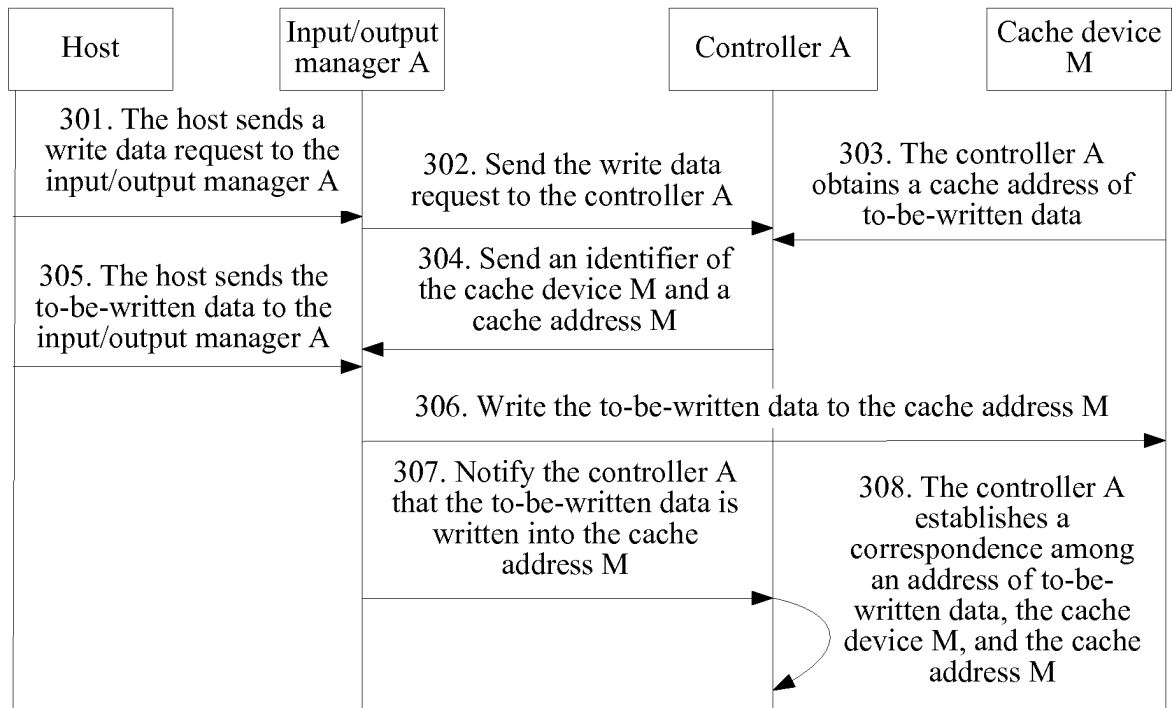 Host
Input/output
manager A
Controller A
Cache device
M
301. The host sends a
write data request to the
input/output manager A
302. Send the write data
request to the controller A
303. The controller A
obtains a cache address of
to-be-written data
304. Send an identifier of
the cache device M and a
cache address M
305. The host sends the
to-be-written data to the
input/output manager A
306. Write the to-be-written data to the cache address M
307. Notify the controller A
that the to-be-written data is
written into the cache
address M
308. The controller A
establishes a
correspondence among
an address of to-be-
written data, the cache
device M, and the cache
address M